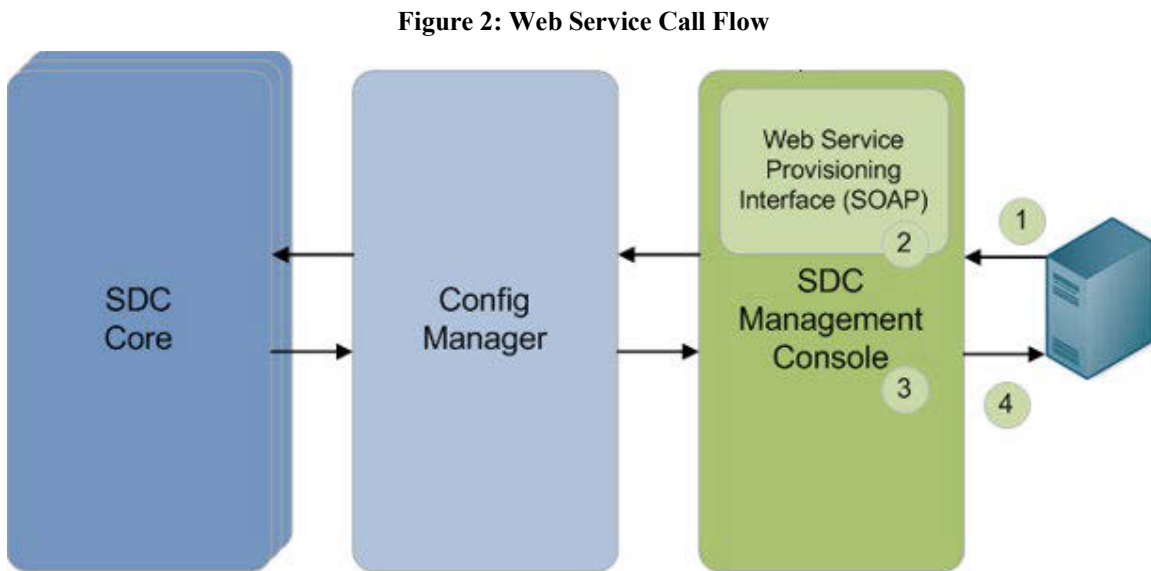 Figure 2: Web Service Call Flow
Web Service
Provisioning
Interface (SOAP)
1
2
SDC
Core
Config
Manager
SDC
Management
Console
3
4